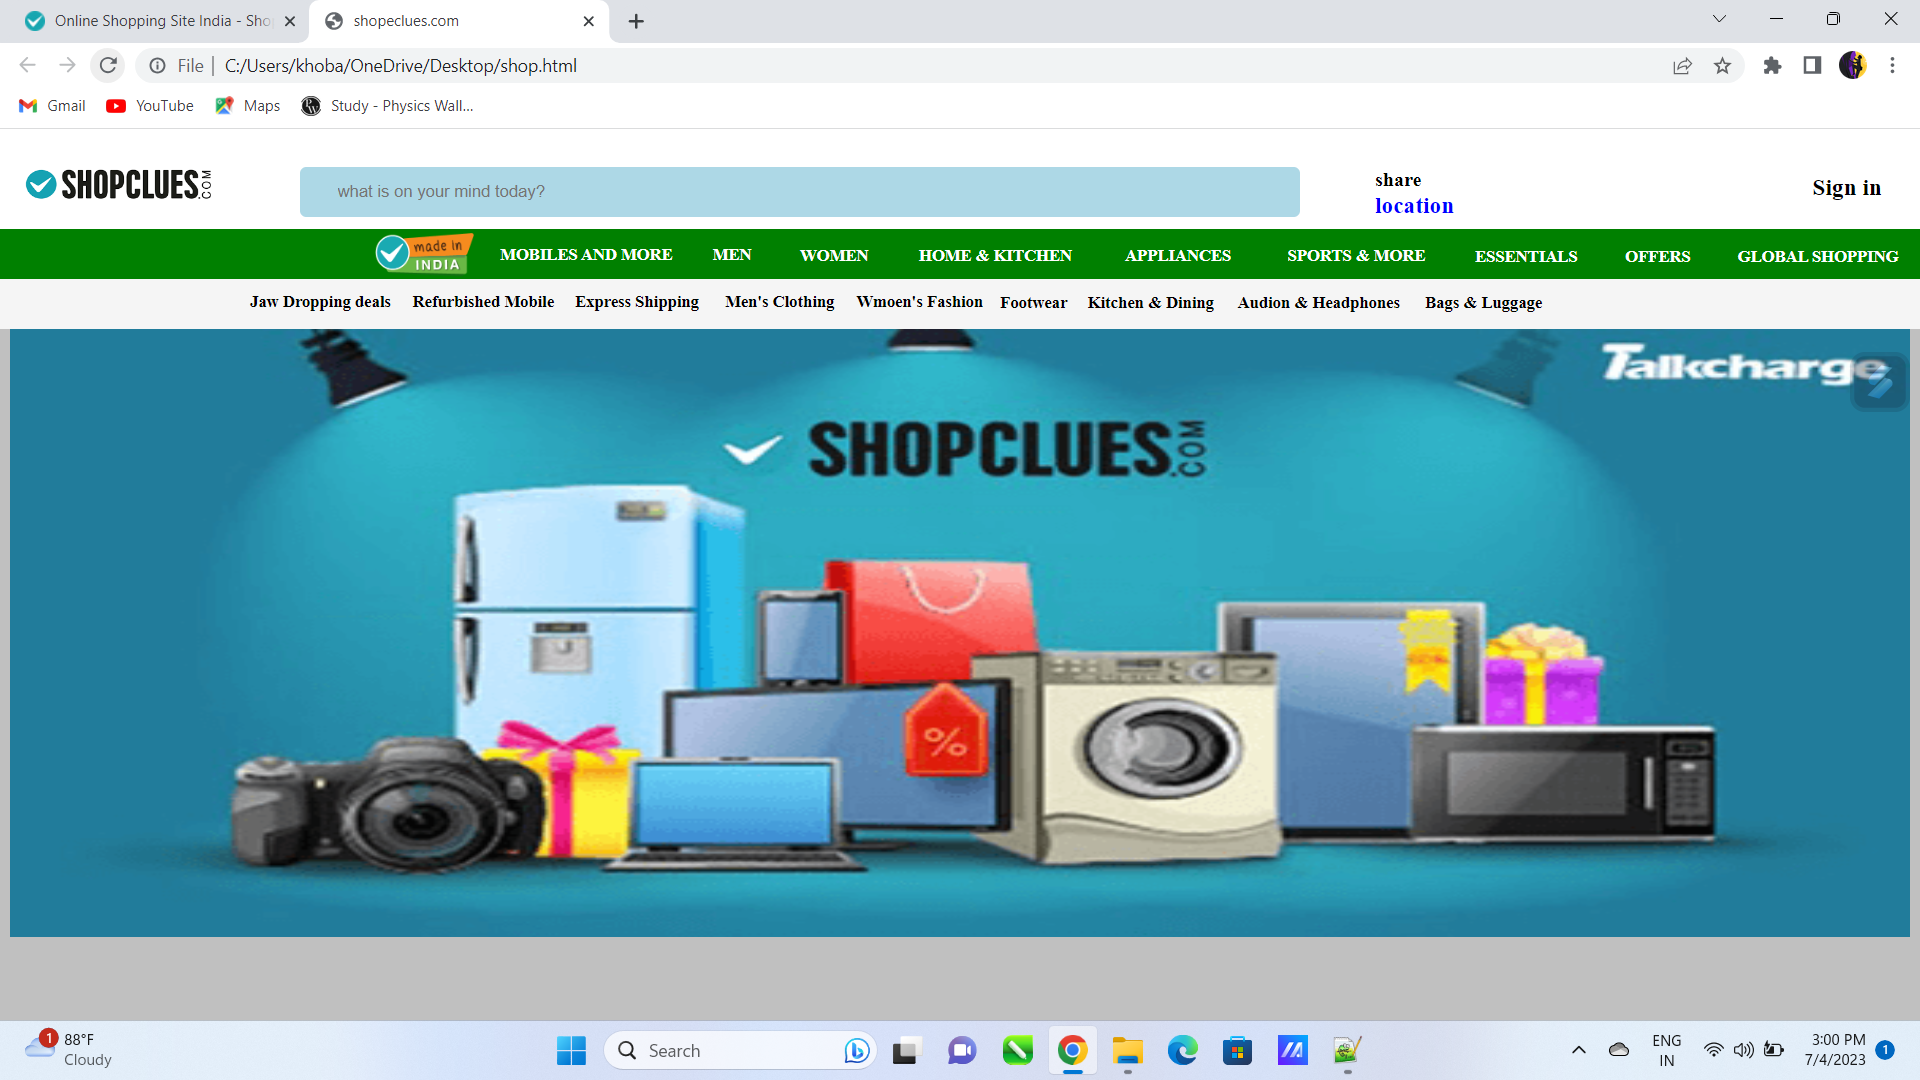 Online Shopping Site India - Sho
shopeclues.com
File | C:/Users/khoba/OneDrive/Desktop/shop.html
Gmail YouTube Maps Study - Physics Wall...
SHOPCLUES.COM
what is on your mind today?
share
location
Sign in
made in
INDIA
MOBILES AND MORE MEN WOMEN HOME & KITCHEN APPLIANCES SPORTS & MORE ESSENTIALS OFFERS GLOBAL SHOPPING
Jaw Dropping deals Refurbished Mobile Express Shipping Men's Clothing Wmoen's Fashion Footwear Kitchen & Dining Audion & Headphones Bags & Luggage
Talkcharge
SHOPCLUES.COM
%
1
88°F
Cloudy
Search
ENG
IN
3:00 PM
7/4/2023
1